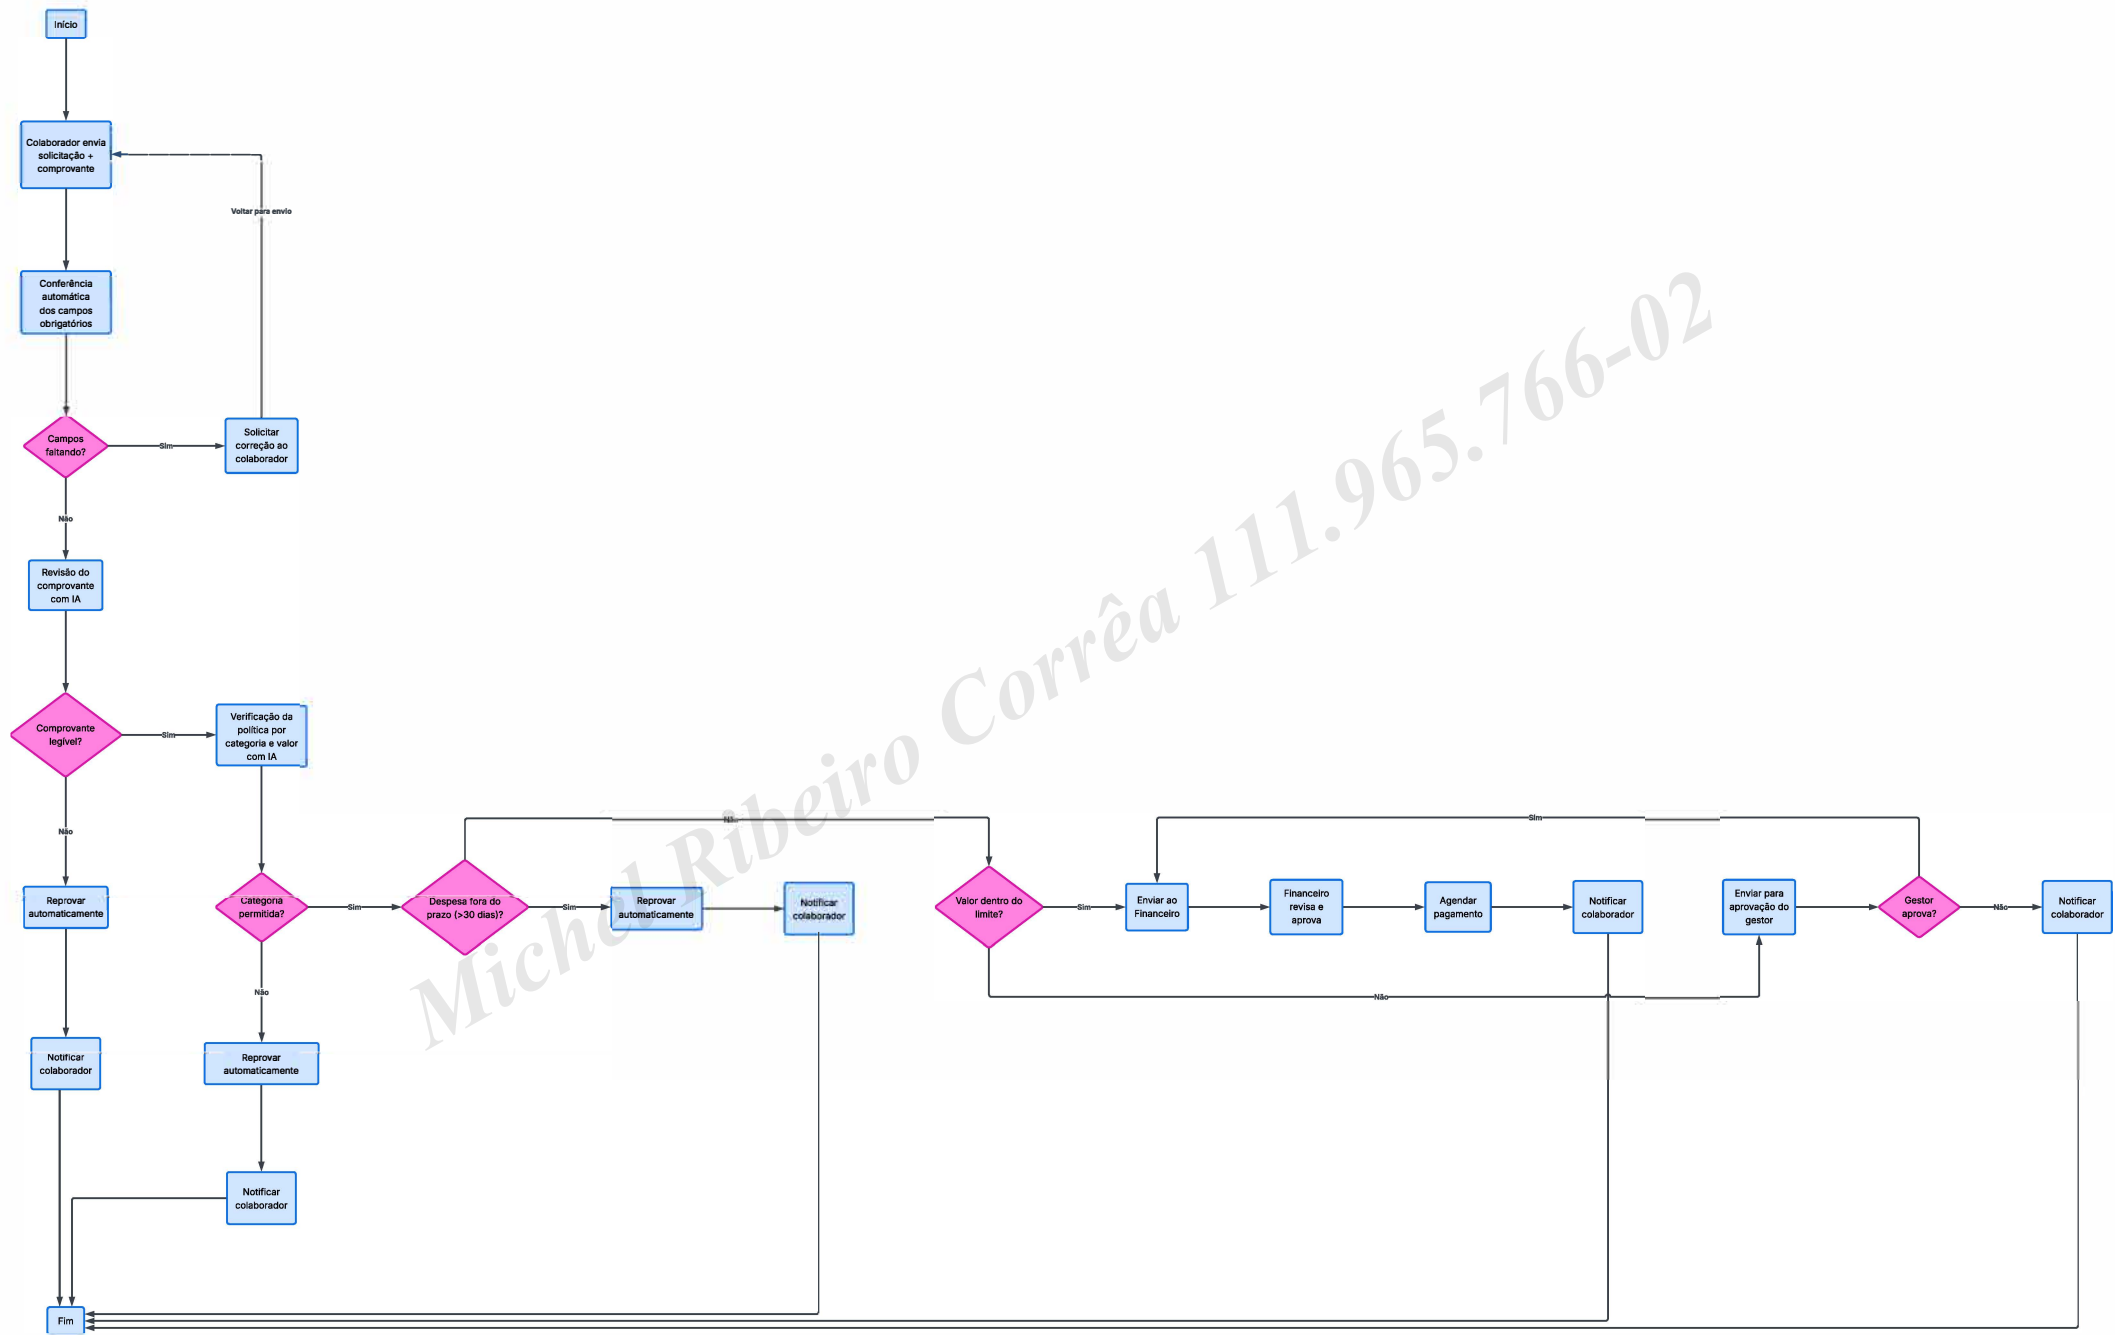 Início
Colaborador envia
solicitação +
comprovante
Voltar para envio
Conferência
automática
dos campos
obrigatórios
Campos
faltando?
Sim
Solicitar
correção ao
colaborador
Não
Revisão do
comprovante
com IA
Comprovante
legível?
Sim
Verificação da
política por
categoria e valor
com IA
Não
Reprovar
automaticamente
Notificar
colaborador
Categoria
permitida?
Sim
Não
Reprovar
automaticamente
Notificar
colaborador
Despesa fora do
prazo (>30 dias)?
Não
Sim
Reprovar
automaticamente
Notificar
colaborador
Valor dentro do
limite?
Sim
Não
Enviar ao
Financeiro
Financeiro
revisa e
aprova
Agendar
pagamento
Notificar
colaborador
Enviar para
aprovação do
gestor
Gestor
aprova?
Sim
Não
Notificar
colaborador
Fim
Michel Ribeiro Corrêa 111.965.766-02